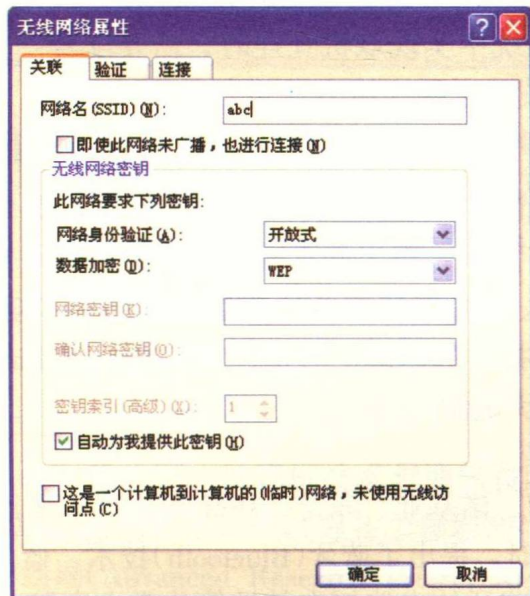 无线网络属性
关联 验证 连接
网络名(SSID)(N): abc
即使此网络未广播，也进行连接(N)
无线网络密钥
此网络要求下列密钥:
网络身份验证(A): 开放式
数据加密(D): WEP
网络密钥(K):
确认网络密钥(O):
密钥索引(高级)(X): 1
自动为我提供此密钥(H)
这是一个计算机到计算机的(临时)网络，未使用无线访
问点(C)
确定 取消